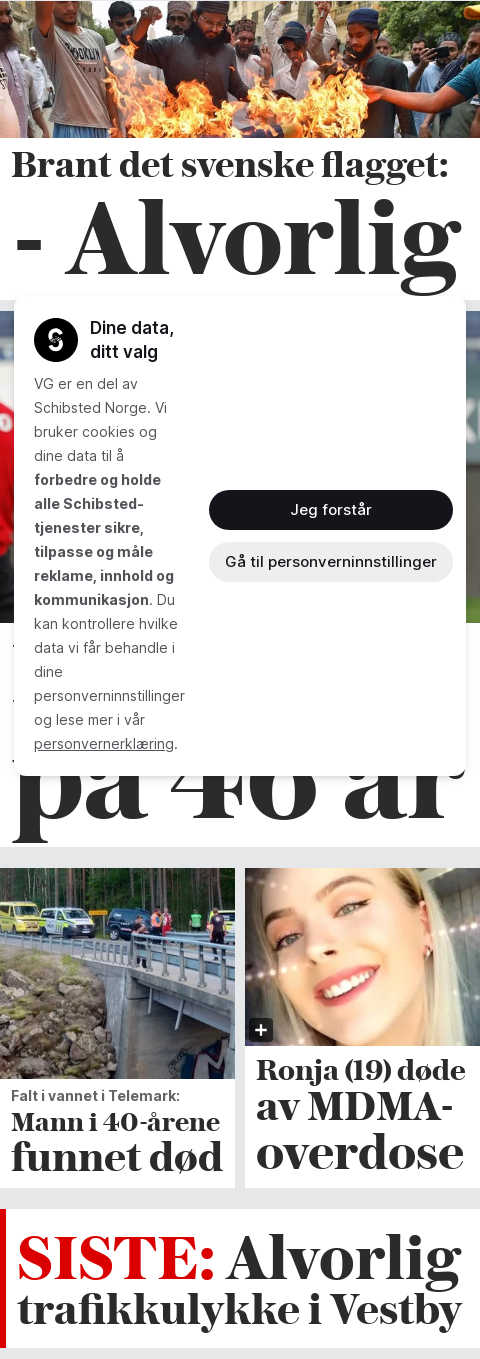 Brant det svenske flagget:
- Alvorlig
Dine data,
ditt valg
VG er en del av
Schibsted Norge. Vi
bruker cookies og
dine data til å
forbedre og holde
alle Schibsted-
tjenester sikre,
tilpasse og måle
reklame, innhold og
kommunikasjon. Du
kan kontrollere hvilke
data vi får behandle i
dine
personverninnstillinger
og lese mer i vår
personvernerklæring.
Jeg forstår
Gå til personverninnstillinger
på 40 år
Falt i vannet i Telemark:
Mann i 40-årene
funnet død
Ronja (19) døde
av MDMA-
overdose
SISTE: Alvorlig
trafikkulykke i Vestby